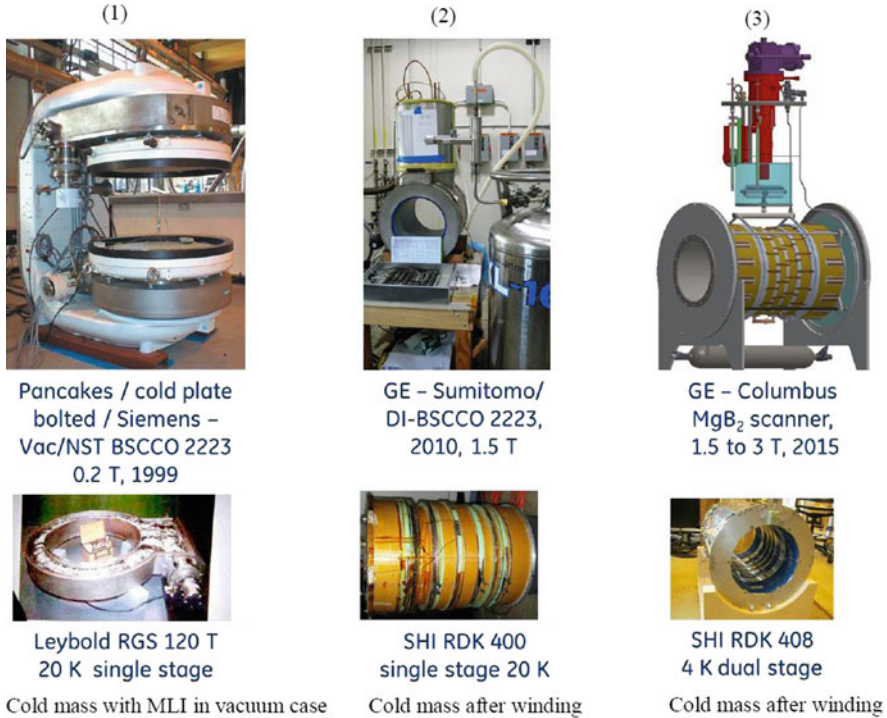 (1)
(2)
(3)
Pancakes / cold plate
bolted / Siemens –
Vac/NST BSCCO 2223
0.2 T, 1999
GE – Sumitomo/
DI-BSCCO 2223,
2010, 1.5 T
GE – Columbus
MgB₂ scanner,
1.5 to 3 T, 2015
Leybold RGS 120 T
20 K single stage
SHI RDK 400
single stage 20 K
SHI RDK 408
4 K dual stage
Cold mass with MLI in vacuum case
Cold mass after winding
Cold mass after winding